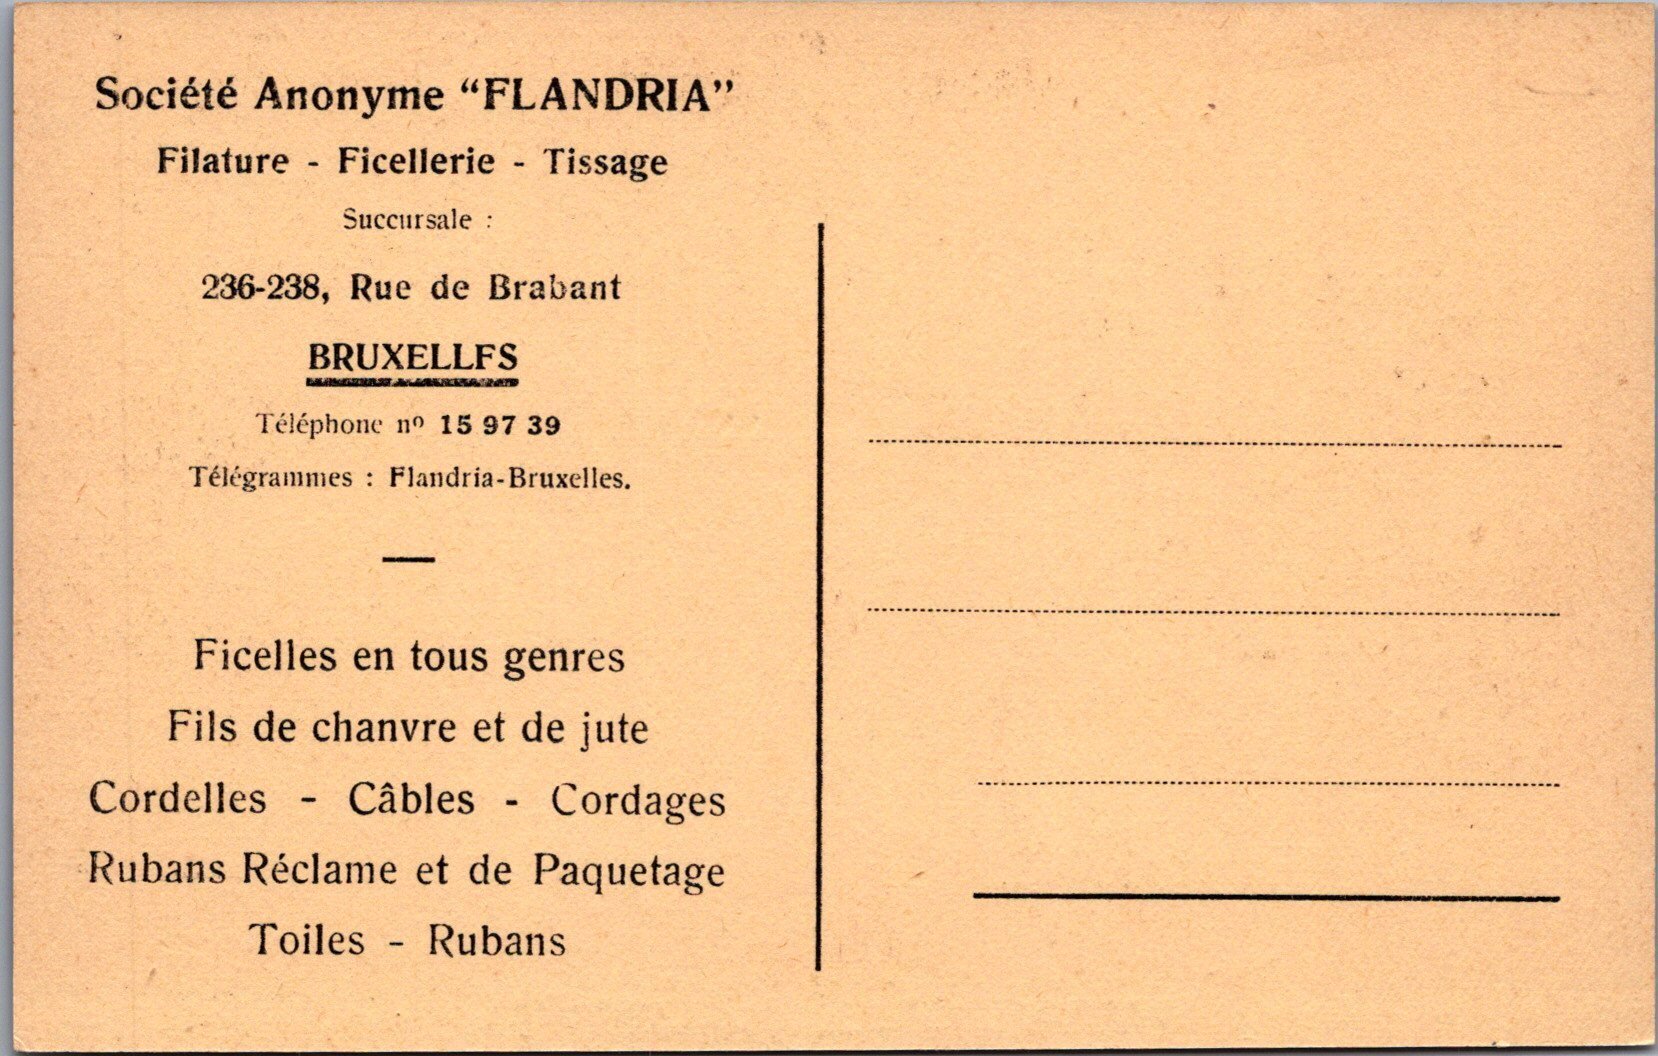 Société Anonyme “FLANDRIA”
Filature - Ficellerie - Tissage
Succursale :
236-238, Rue de Brabant
BRUXELLES
Téléphone nº 15 97 39
Télégrammes : Flandria-Bruxelles.
Ficelles en tous genres
Fils de chanvre et de jute
Cordelles - Câbles - Cordages
Rubans Réclame et de Paquetage
Toiles - Rubans